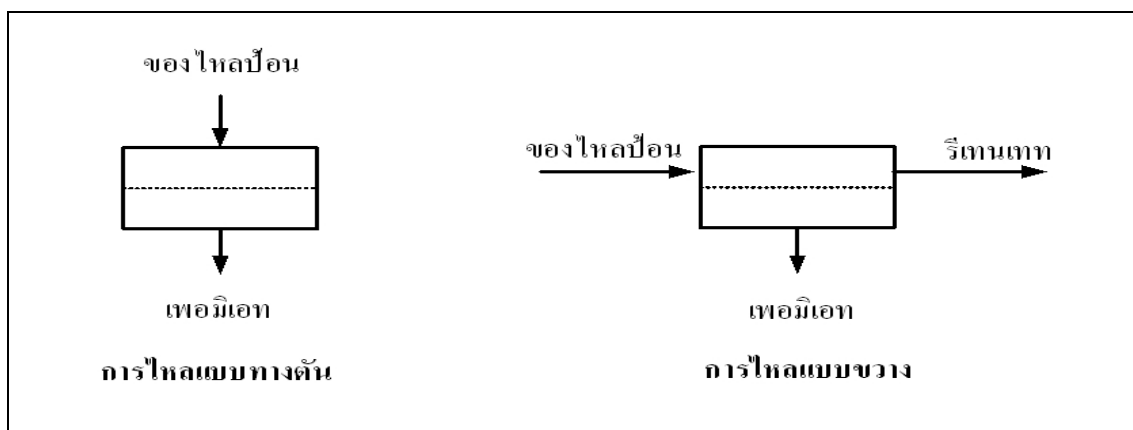 ของไหลป้อน
เพอมิเอท
การไหลแบบทางตัน
ของไหลป้อน
รีเทนเทท
เพอมิเอท
การไหลแบบขวาง